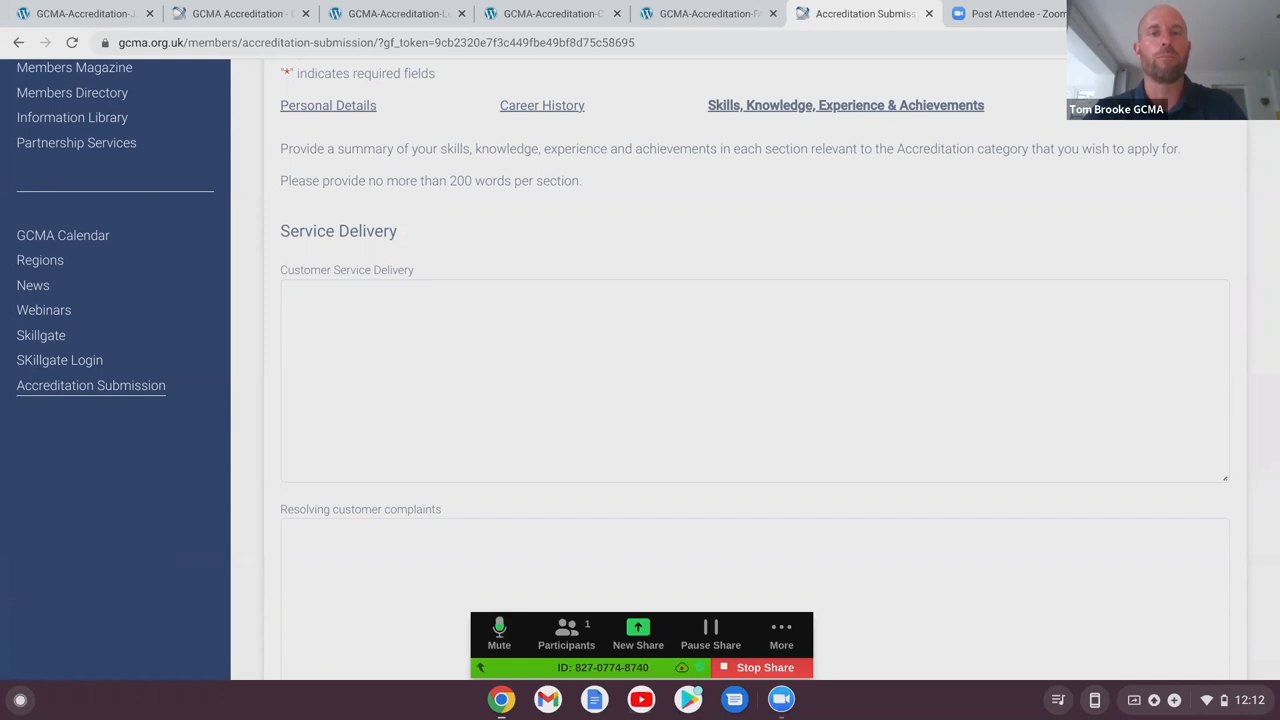 GCMA-Accreditation-J
GCMA Accreditation -
GCMA-Accreditation-Le
GCMA-Accreditation-C
GCMA-Accreditation-FA
Accreditation Submiss
Post Attendee - Zoom
gcma.org.uk/members/accreditation-submission/?gf_token=9cb2320e7f3c449fbe49bf8d75c58695
Tom Brooke GCMA
Members Magazine
Members Directory
Information Library
Partnership Services
GCMA Calendar
Regions
News
Webinars
Skillgate
SKillgate Login
Accreditation Submission
"*" indicates required fields
Personal Details
Career History
Skills, Knowledge, Experience & Achievements
Provide a summary of your skills, knowledge, experience and achievements in each section relevant to the Accreditation category that you wish to apply for.
Please provide no more than 200 words per section.
Service Delivery
Customer Service Delivery
Resolving customer complaints
Mute
Participants 1
New Share
Pause Share
More
ID: 827-0774-8740
Stop Share
12:12